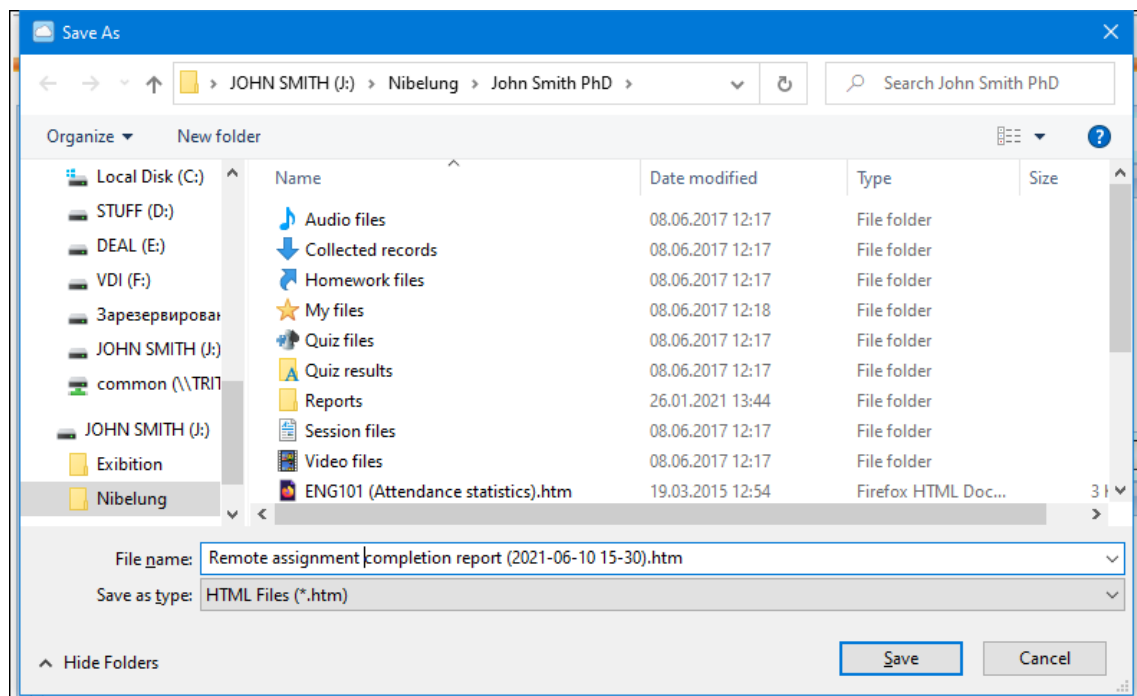 Save As
JOHN SMITH (J:) > Nibelung > John Smith PhD >
Search John Smith PhD
Organize New folder
Name Date modified Type Size
Local Disk (C:)
STUFF (D:)
DEAL (E:)
VDI (F:)
Зарезервирован
JOHN SMITH (J:)
common (\\TRIT
JOHN SMITH (J:)
Exibition
Nibelung
Audio files 08.06.2017 12:17 File folder
Collected records 08.06.2017 12:17 File folder
Homework files 08.06.2017 12:17 File folder
My files 08.06.2017 12:18 File folder
Quiz files 08.06.2017 12:17 File folder
Quiz results 08.06.2017 12:17 File folder
Reports 26.01.2021 13:44 File folder
Session files 08.06.2017 12:17 File folder
Video files 08.06.2017 12:17 File folder
ENG101 (Attendance statistics).htm 19.03.2015 12:54 Firefox HTML Doc... 3
File name: Remote assignment completion report (2021-06-10 15-30).htm
Save as type: HTML Files (*.htm)
Hide Folders
Save Cancel